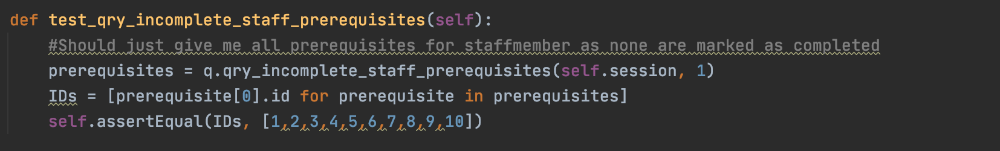 def test_qry_incomplete_staff_prerequisites(self):
    #Should just give me all prerequisites for staffmember as none are marked as completed
    prerequisites = q.qry_incomplete_staff_prerequisites(self.session, 1)
    IDs = [prerequisite[0].id for prerequisite in prerequisites]
    self.assertEqual(IDs, [1,2,3,4,5,6,7,8,9,10])